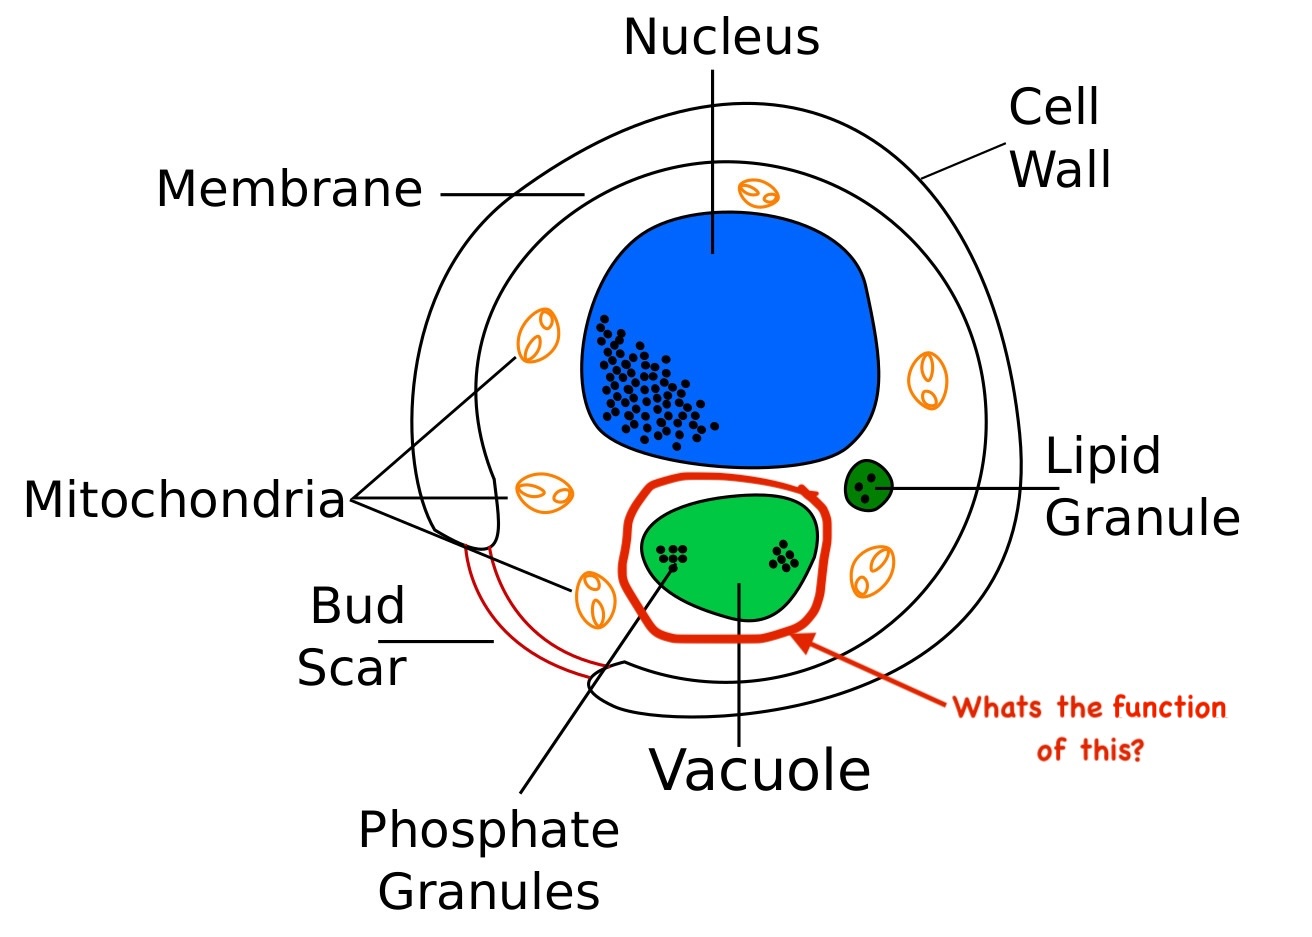 Nucleus
Cell
Wall
Membrane
Lipid
Granule
Mitochondria
Bud
Scar
Whats the function
of this?
Vacuole
Phosphate
Granules